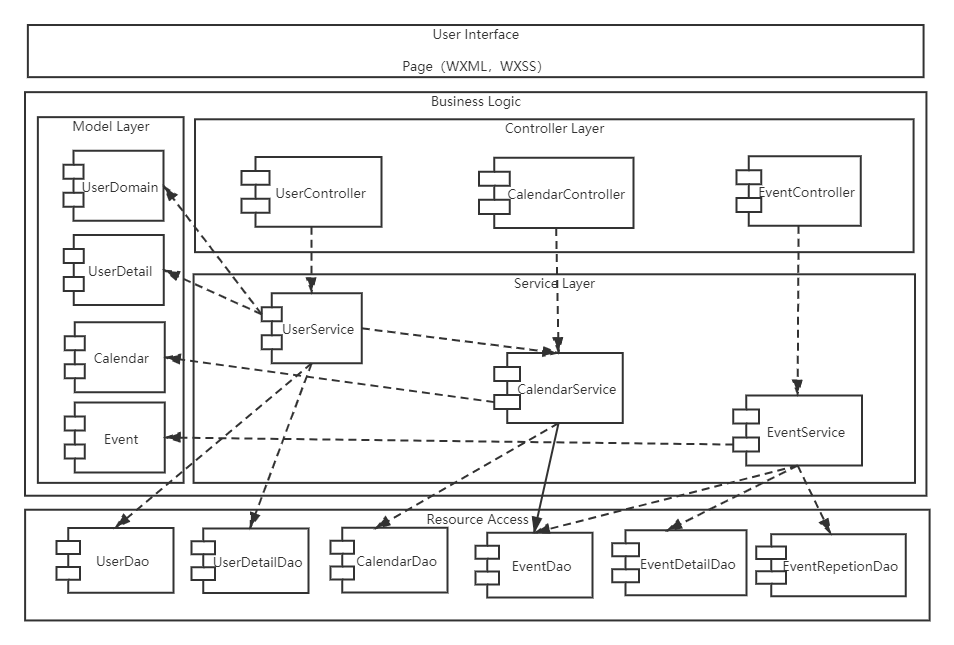 User Interface
Page（WXML，WXSS）
Business Logic
Model Layer
Controller Layer
UserDomain
UserController
CalendarController
EventController
UserDetail
Service Layer
UserService
Calendar
CalendarService
Event
EventService
Resource Access
UserDao
UserDetailDao
CalendarDao
EventDao
EventDetailDao
EventRepetionDao